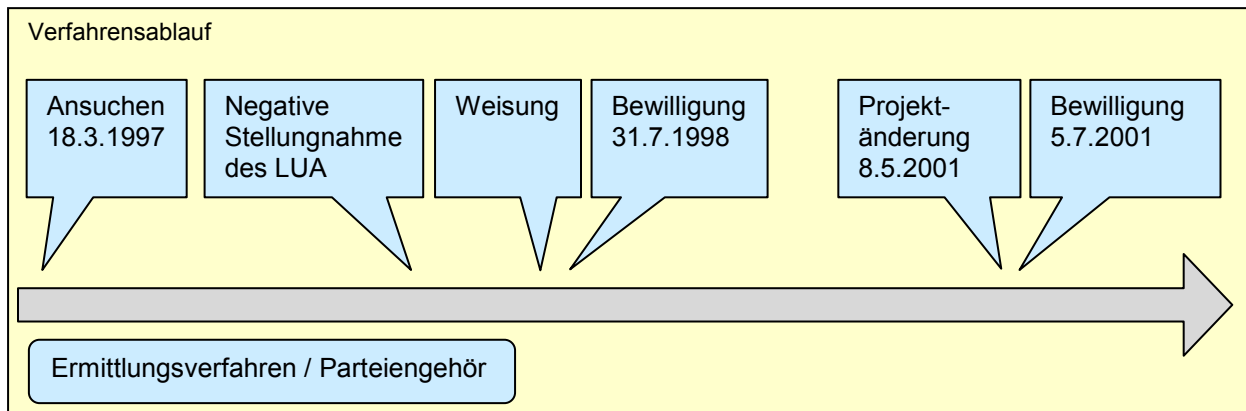 Verfahrensablauf
Ansuchen
18.3.1997
Negative
Stellungnahme
des LUA
Weisung
Bewilligung
31.7.1998
Projekt-
änderung
8.5.2001
Bewilligung
5.7.2001
Ermittlungsverfahren / Parteiengehör